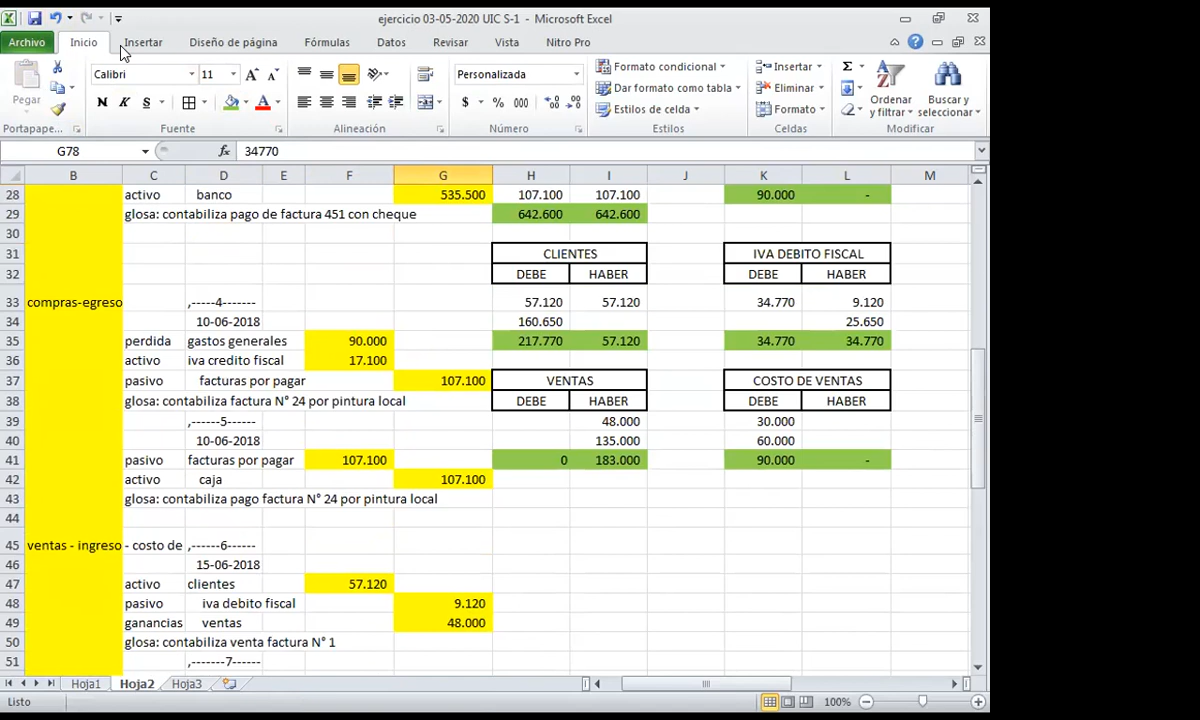 ejercicio 03-05-2020 UIC S-1 - Microsoft Excel
Archivo Inicio Insertar Diseño de página Fórmulas Datos Revisar Vista Nitro Pro
Pegar Calibri 11 Personalizada Formato condicional Insertar Σ Ordenar y filtrar Buscar y seleccionar
N K S $ % 000 Dar formato como tabla Eliminar
Estilos de celda Formato
Portapape... Fuente Alineación Número Estilos Celdas Modificar
G78 fx 34770
B C D E F G H I J K L M
28 activo banco 535.500 107.100 107.100 90.000 -
29 glosa: contabiliza pago de factura 451 con cheque 642.600 642.600
30
31 CLIENTES IVA DEBITO FISCAL
32 DEBE HABER DEBE HABER
33 compras-egreso ,-----4------- 57.120 57.120 34.770 9.120
34 10-06-2018 160.650 25.650
35 perdida gastos generales 90.000 217.770 57.120 34.770 34.770
36 activo iva credito fiscal 17.100
37 pasivo facturas por pagar 107.100 VENTAS COSTO DE VENTAS
38 glosa: contabiliza factura N° 24 por pintura local DEBE HABER DEBE HABER
39 ,------5------ 48.000 30.000
40 10-06-2018 135.000 60.000
41 pasivo facturas por pagar 107.100 0 183.000 90.000 -
42 activo caja 107.100
43 glosa: contabiliza pago factura N° 24 por pintura local
44
45 ventas - ingreso - costo de ,------6------
46 15-06-2018
47 activo clientes 57.120
48 pasivo iva debito fiscal 9.120
49 ganancias ventas 48.000
50 glosa: contabiliza venta factura N° 1
51 ,-------7------
Hoja1 Hoja2 Hoja3
Listo 100%